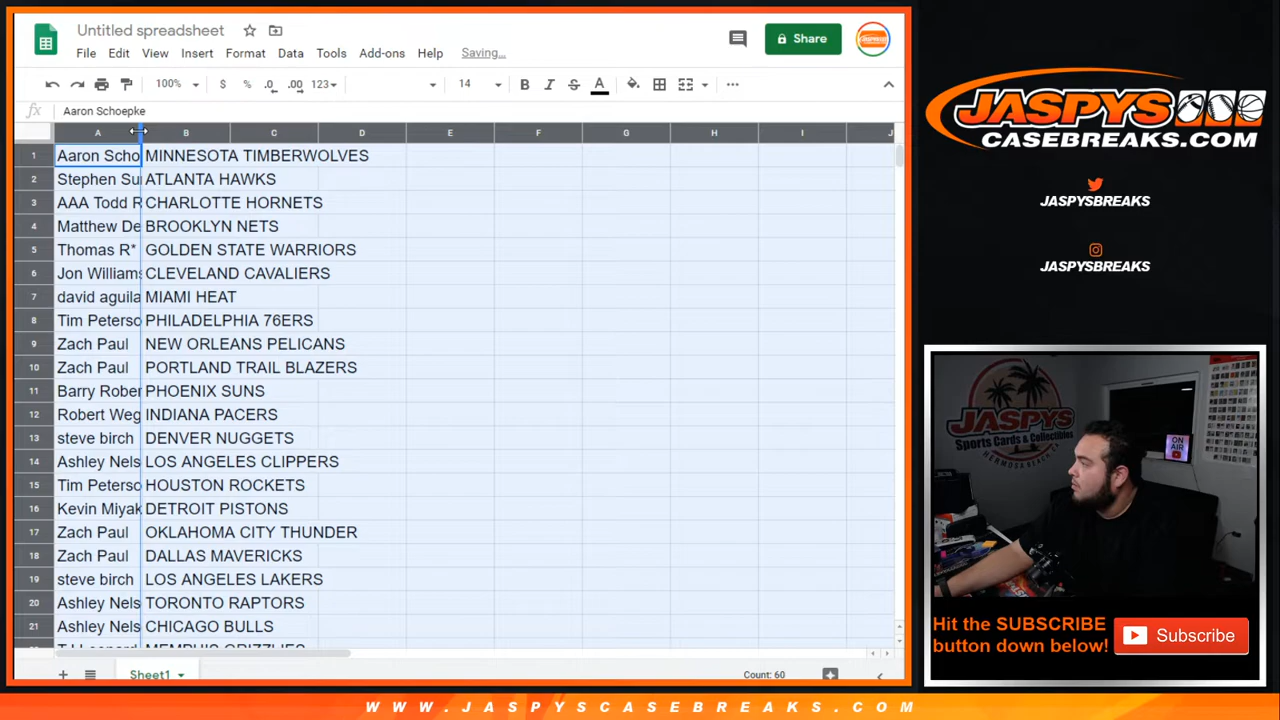 Untitled spreadsheet
File Edit View Insert Format Data Tools Add-ons Help Saving...
Share
100% $ % .0 .00 123 14 B I S A
fx Aaron Schoepke
A B C D E F G H I J
1 Aaron Scho MINNESOTA TIMBERWOLVES
2 Stephen Su ATLANTA HAWKS
3 AAA Todd R CHARLOTTE HORNETS
4 Matthew De BROOKLYN NETS
5 Thomas R* GOLDEN STATE WARRIORS
6 Jon Williams CLEVELAND CAVALIERS
7 david aguila MIAMI HEAT
8 Tim Peterso PHILADELPHIA 76ERS
9 Zach Paul NEW ORLEANS PELICANS
10 Zach Paul PORTLAND TRAIL BLAZERS
11 Barry Rober PHOENIX SUNS
12 Robert Weg INDIANA PACERS
13 steve birch DENVER NUGGETS
14 Ashley Nels LOS ANGELES CLIPPERS
15 Tim Peterso HOUSTON ROCKETS
16 Kevin Miyak DETROIT PISTONS
17 Zach Paul OKLAHOMA CITY THUNDER
18 Zach Paul DALLAS MAVERICKS
19 steve birch LOS ANGELES LAKERS
20 Ashley Nels TORONTO RAPTORS
21 Ashley Nels CHICAGO BULLS
MEMPHIS GRIZZLIES
Sheet1
Count: 60
JASPYS
CASEBREAKS.COM
JASPYSBREAKS
JASPYSBREAKS
JASPYS
Sports Cards & Collectibles
HERMOSA BEACH
ON
AIR
Hit the SUBSCRIBE
button down below!
Subscribe
WWW.JASPYSCASEBREAKS.COM